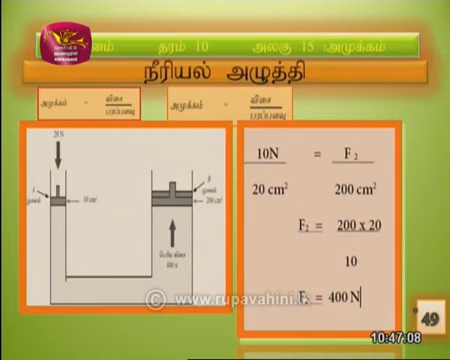 னம் தரம் 10 அலகு 15 :அமுக்கம்
நீரியல் அழுத்தி
அமுக்கம் = விசை
பரப்பளவு
அமுக்கம் = விசை
பரப்பளவு
20 N
A
10 cm²
B
200 cm²
400 N
10N = F₂
20 cm² 200 cm²
F₂ = 200 x 20
10
F₂ = 400 N
© www.rupavahini.lk
49
10:47:08